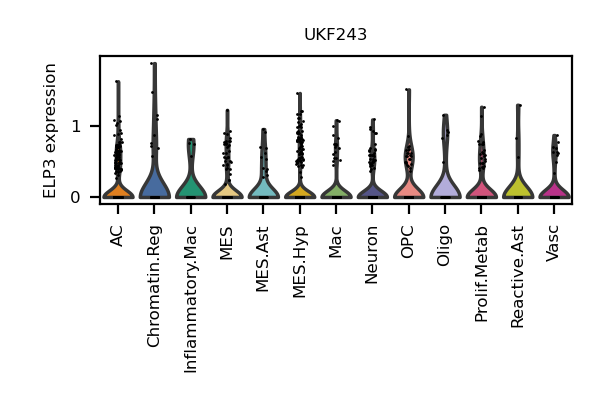 UKF243
ELP3 expression
1
0
AC
Chromatin.Reg
Inflammatory.Mac
MES
MES.Ast
MES.Hyp
Mac
Neuron
OPC
Oligo
Prolif.Metab
Reactive.Ast
Vasc